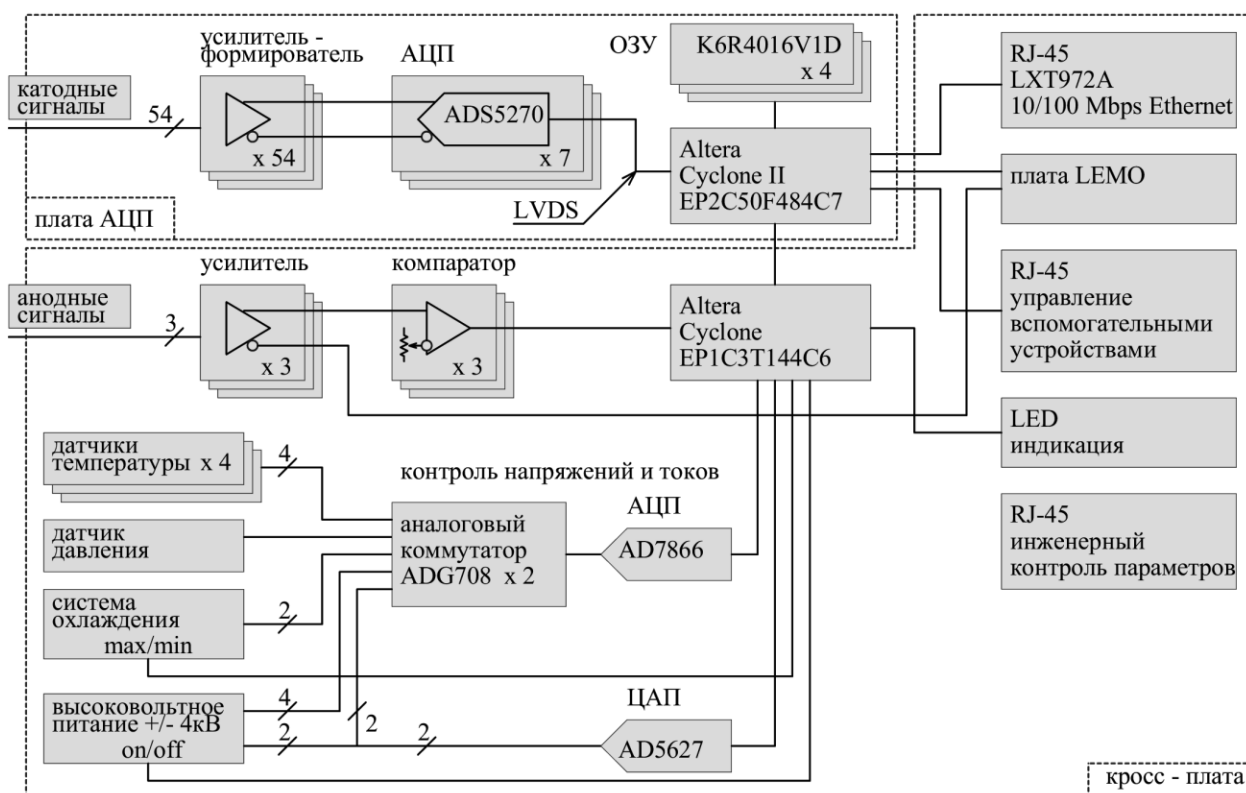 усилитель -
формирователь
АЦП
ОЗУ
K6R4016V1D
x 4
RJ-45
LXT972A
10/100 Mbps Ethernet
катодные
сигналы
54
x 54
ADS5270
x 7
LVDS
Altera
Cyclone II
EP2C50F484C7
плата LEMO
плата АЦП
усилитель
компаратор
анодные
сигналы
3
x 3
x 3
Altera
Cyclone
EP1C3T144C6
RJ-45
управление
вспомогательными
устройствами
LED
индикация
датчики
температуры x 4
4
контроль напряжений и токов
АЦП
датчик
давления
аналоговый
коммутатор
ADG708 x 2
AD7866
RJ-45
инженерный
контроль параметров
система
охлаждения
max/min
2
высоковольтное
питание +/- 4кВ
on/off
4
2
2
2
ЦАП
AD5627
кросс - плата